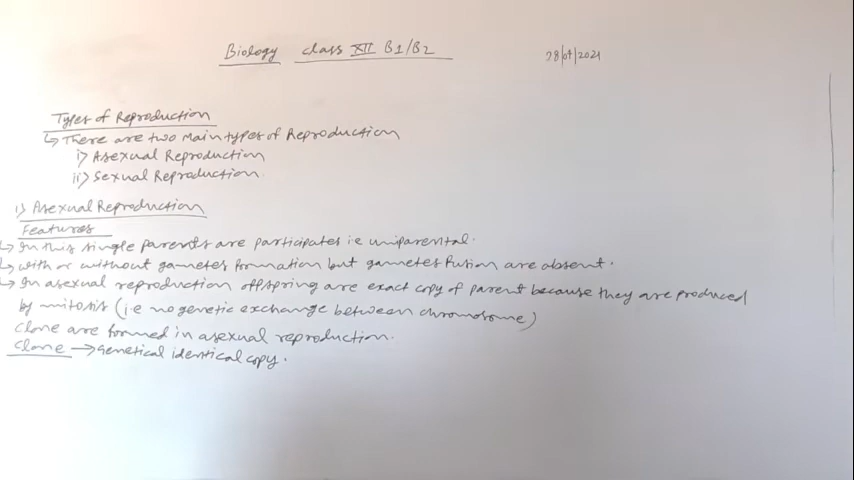 Biology class XII B1/B2
28/04/2021
Types of Reproduction
↳ There are two main types of Reproduction
i) Asexual Reproduction
ii) Sexual Reproduction
i) Asexual Reproduction
Features
↳ In this single parents are participates i.e uniparental.
↳ with or without gametes formation but gametes fusion are absent.
↳ In asexual reproduction offspring are exact copy of parent because they are produced
by mitosis (i.e no genetic exchange between chromosome)
Clone are formed in asexual reproduction.
Clone → Genetical identical copy.